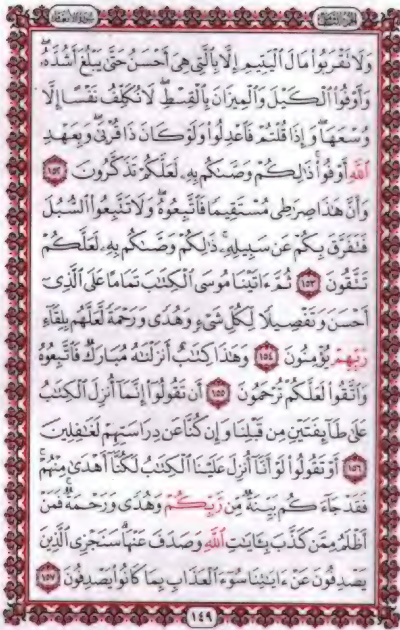 وَلَا تَقْرَبُوا۟ مَالَ ٱلْيَتِيمِ إِلَّا بِٱلَّتِى هِىَ أَحْسَنُ حَتَّىٰ يَبْلُغَ أَشُدَّهُۥۖ
وَأَوْفُوا۟ ٱلْكَيْلَ وَٱلْمِيزَانَ بِٱلْقِسْطِۖ لَا نُكَلِّفُ نَفْسًا إِلَّا
وُسْعَهَاۖ وَإِذَا قُلْتُمْ فَٱعْدِلُوا۟ وَلَوْ كَانَ ذَا قُرْبَىٰۖ وَبِعَهْدِ
ٱللَّهِ أَوْفُوا۟ۚ ذَٰلِكُمْ وَصَّىٰكُم بِهِۦ لَعَلَّكُمْ تَذَكَّرُونَ ١٥٢
وَأَنَّ هَٰذَا صِرَٰطِى مُسْتَقِيمًا فَٱتَّبِعُوهُۖ وَلَا تَتَّبِعُوا۟ ٱلسُّبُلَ
فَتَفَرَّقَ بِكُمْ عَن سَبِيلِهِۦۚ ذَٰلِكُمْ وَصَّىٰكُم بِهِۦ لَعَلَّكُمْ
تَتَّقُونَ ١٥٣ ثُمَّ ءَاتَيْنَا مُوسَى ٱلْكِتَٰبَ تَمَامًا عَلَى ٱلَّذِىٓ
أَحْسَنَ وَتَفْصِيلًا لِّكُلِّ شَىْءٍ وَهُدًى وَرَحْمَةً لَّعَلَّهُم بِلِقَآءِ
رَبِّهِمْ يُؤْمِنُونَ ١٥٤ وَهَٰذَا كِتَٰبٌ أَنزَلْنَٰهُ مُبَارَكٌ فَٱتَّبِعُوهُ
وَٱتَّقُوا۟ لَعَلَّكُمْ تُرْحَمُونَ ١٥٥ أَن تَقُولُوٓا۟ إِنَّمَآ أُنزِلَ ٱلْكِتَٰبُ
عَلَىٰ طَآئِفَتَيْنِ مِن قَبْلِنَا وَإِن كُنَّا عَن دِرَاسَتِهِمْ لَغَٰفِلِينَ
١٥٦ أَوْ تَقُولُوا۟ لَوْ أَنَّآ أُنزِلَ عَلَيْنَا ٱلْكِتَٰبُ لَكُنَّآ أَهْدَىٰ مِنْهُمْۚ
فَقَدْ جَآءَكُم بَيِّنَةٌ مِّن رَّبِّكُمْ وَهُدًى وَرَحْمَةٌۚ فَمَنْ
أَظْلَمُ مِمَّن كَذَّبَ بِـَٔايَٰتِ ٱللَّهِ وَصَدَفَ عَنْهَاۗ سَنَجْزِى ٱلَّذِينَ
يَصْدِفُونَ عَنْ ءَايَٰتِنَا سُوٓءَ ٱلْعَذَابِ بِمَا كَانُوا۟ يَصْدِفُونَ ١٥٧
١٤٩